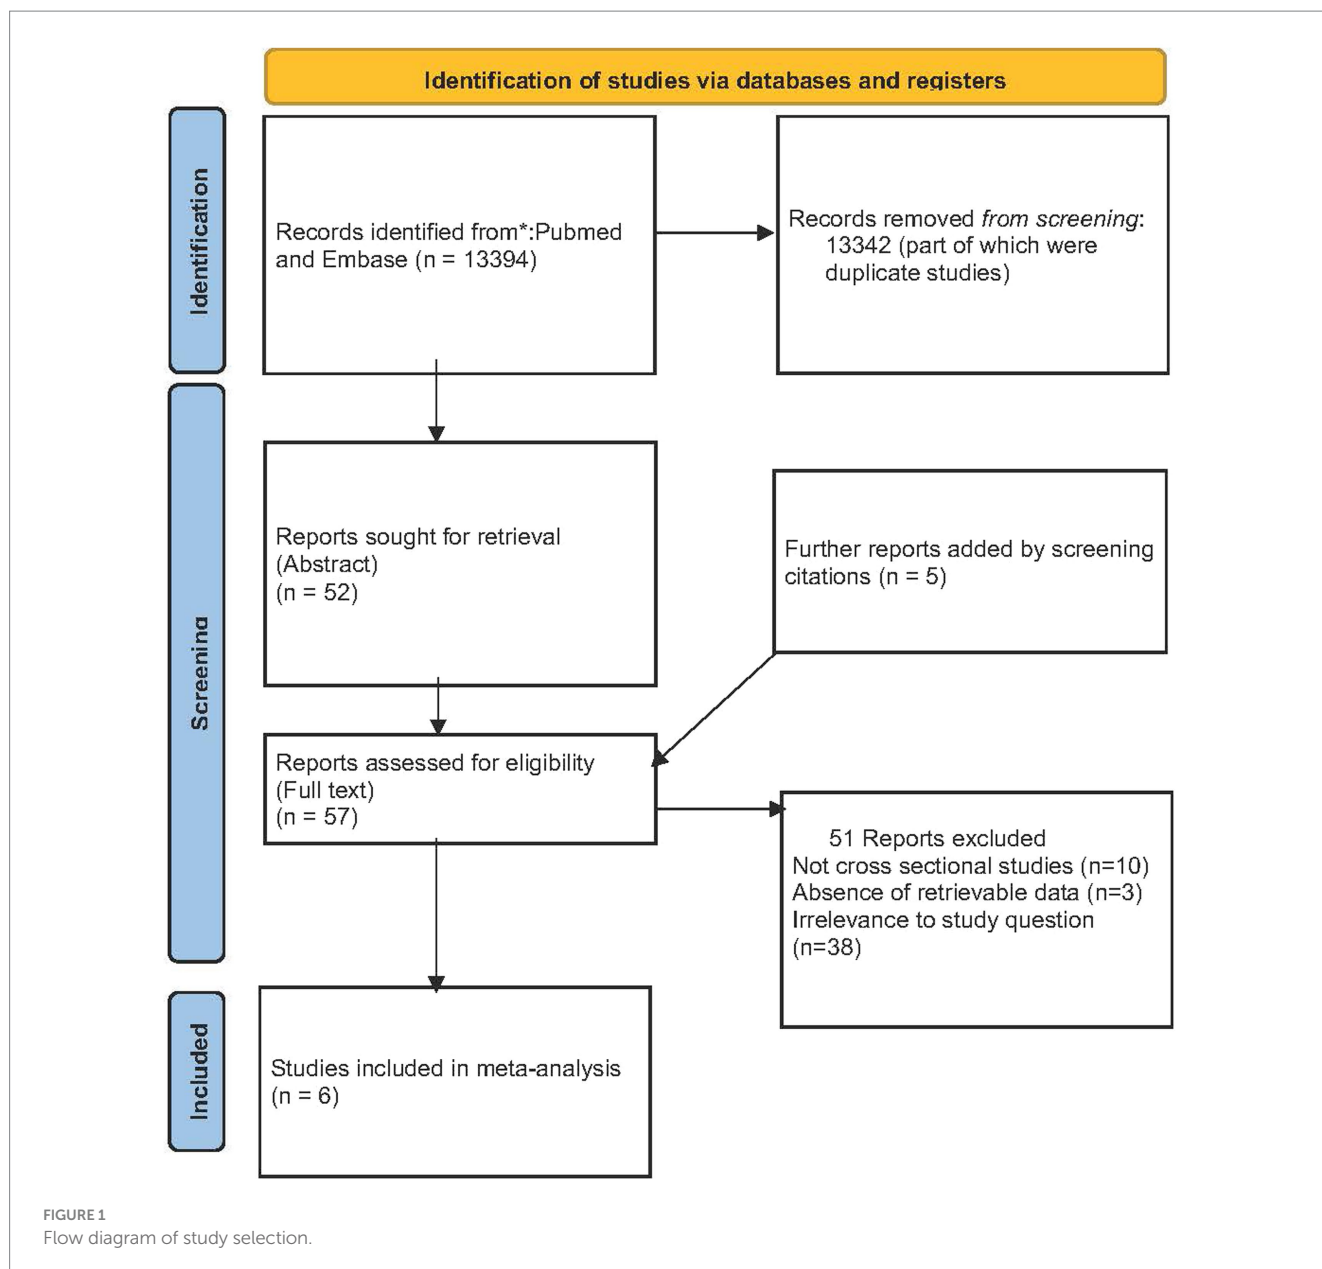 Identification of studies via databases and registers
Identification
Records identified from*:Pubmed
and Embase (n = 13394)
Records removed from screening:
13342 (part of which were
duplicate studies)
Screening
Reports sought for retrieval
(Abstract)
(n = 52)
Further reports added by screening
citations (n = 5)
Reports assessed for eligibility
(Full text)
(n = 57)
51 Reports excluded
Not cross sectional studies (n=10)
Absence of retrievable data (n=3)
Irrelevance to study question
(n=38)
Included
Studies included in meta-analysis
(n = 6)
FIGURE 1
Flow diagram of study selection.